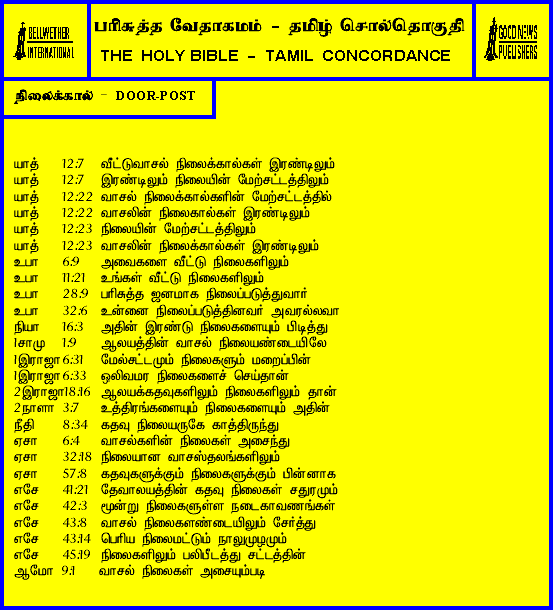 BELLWETHER INTERNATIONAL
பரிசுத்த வேதாகமம் - தமிழ் சொல்தொகுதி
THE HOLY BIBLE - TAMIL CONCORDANCE
GOOD NEWS PUBLISHERS
நிலைக்கால் - DOOR-POST
யாத் 12:7 வீட்டுவாசல் நிலைக்கால்கள் இரண்டிலும்
யாத் 12:7 இரண்டிலும் நிலையின் மேற்சட்டத்திலும்
யாத் 12:22 வாசல் நிலைக்கால்களின் மேற்சட்டத்தில்
யாத் 12:22 வாசலின் நிலைகால்கள் இரண்டிலும்
யாத் 12:23 நிலையின் மேற்சட்டத்திலும்
யாத் 12:23 வாசலின் நிலைக்கால்கள் இரண்டிலும்
உபா 6:9 அவைகளை வீட்டு நிலைகளிலும்
உபா 11:21 உங்கள் வீட்டு நிலைகளிலும்
உபா 28:9 பரிசுத்த ஜனமாக நிலைப்படுத்துவார்
உபா 32:6 உன்னை நிலைப்படுத்தினவர் அவரல்லவா
நியா 16:3 அதின் இரண்டு நிலைகளையும் பிடித்து
1சாமு 1:9 ஆலயத்தின் வாசல் நிலையண்டையிலே
1இராஜா 6:31 மேல்சட்டமும் நிலைகளும் மறைப்பின்
1இராஜா 6:33 ஒலிவமர நிலைகளைச் செய்தான்
2இராஜா 18:16 ஆலயக்கதவுகளிலும் நிலைகளிலும் தான்
2நாளா 3:7 உத்திரங்களையும் நிலைகளையும் அதின்
நீதி 8:34 கதவு நிலையருகே காத்திருந்து
ஏசா 6:4 வாசல்களின் நிலைகள் அசைந்து
ஏசா 32:18 நிலையான வாசஸ்தலங்களிலும்
ஏசா 57:8 கதவுகளுக்கும் நிலைகளுக்கும் பின்னாக
எசே 41:21 தேவாலயத்தின் கதவு நிலைகள் சதுரமும்
எசே 42:3 மூன்று நிலைகளுள்ள நடைகாவணங்கள்
எசே 43:8 வாசல் நிலைகளண்டையிலும் சேர்த்து
எசே 43:14 பெரிய நிலைமட்டும் நாலுமுழமும்
எசே 45:19 நிலைகளிலும் பலிபீடத்து சட்டத்தின்
ஆமோ 9:1 வாசல் நிலைகள் அசையும்படி